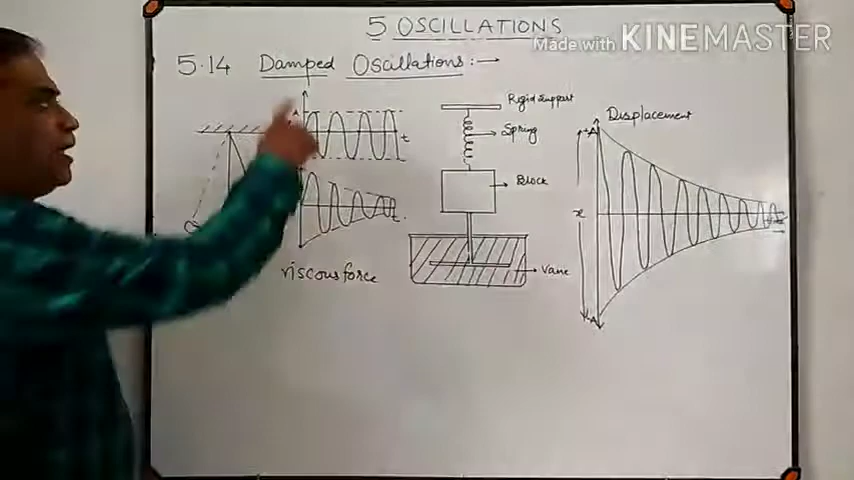 5 OSCILLATIONS
Made with KINEMASTER
5.14 Damped Oscillations:→
A
t
Rigid Support
Spring
Block
Vane
t
viscous force
Displacement
+A
x
-A